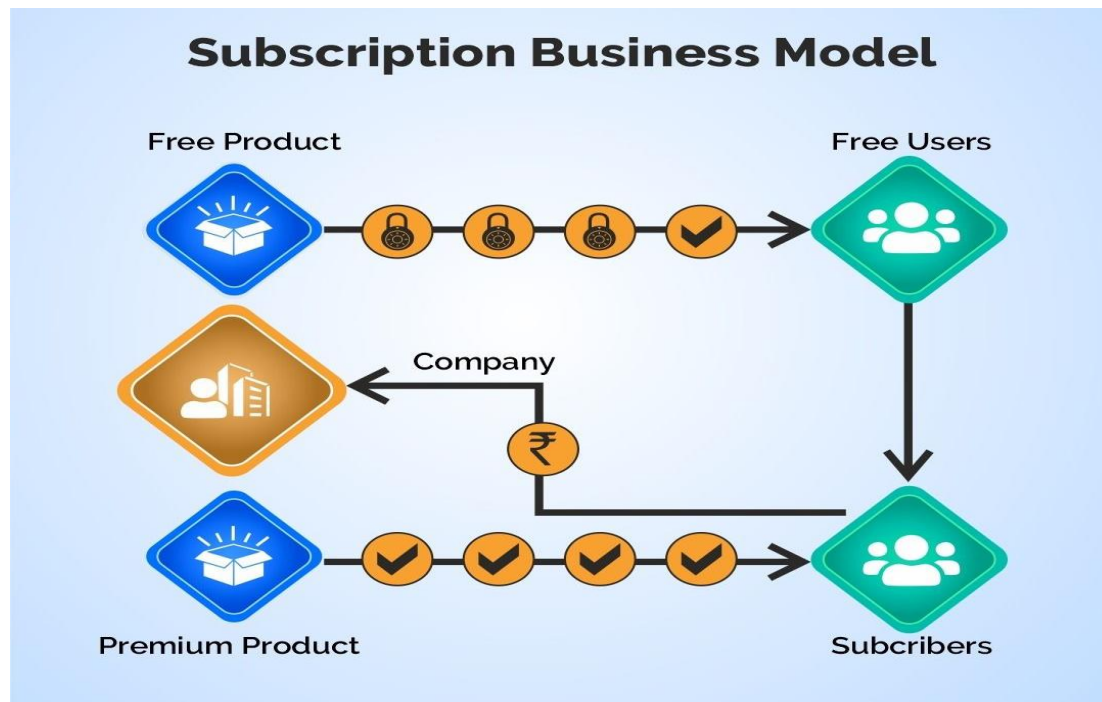 Subscription Business Model
Free Product
Free Users
Company
₹
Premium Product
Subcribers